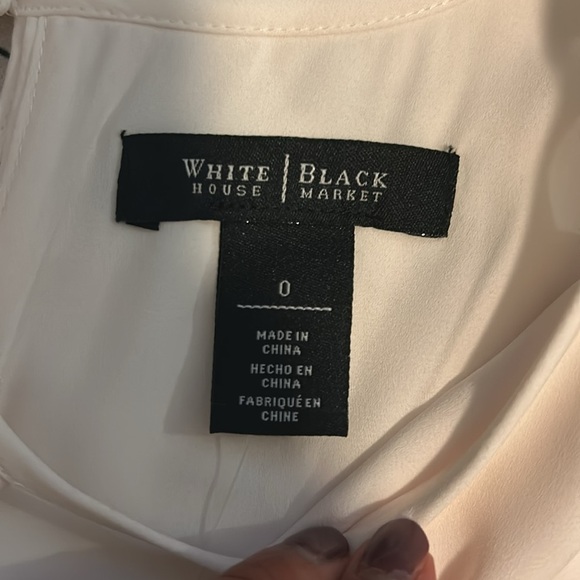 WHITE | BLACK
HOUSE | MARKET
0
MADE IN
CHINA
HECHO EN
CHINA
FABRIQUÉ EN
CHINE